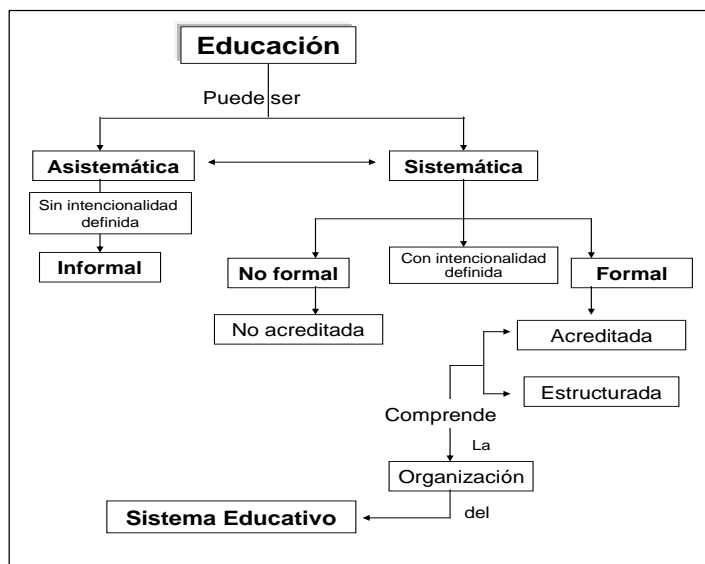 Educación
Puede ser
Asistemática
Sistemática
Sin intencionalidad
definida
Informal
No formal
Con intencionalidad
definida
Formal
No acreditada
Acreditada
Estructurada
Comprende
La
Organización
del
Sistema Educativo